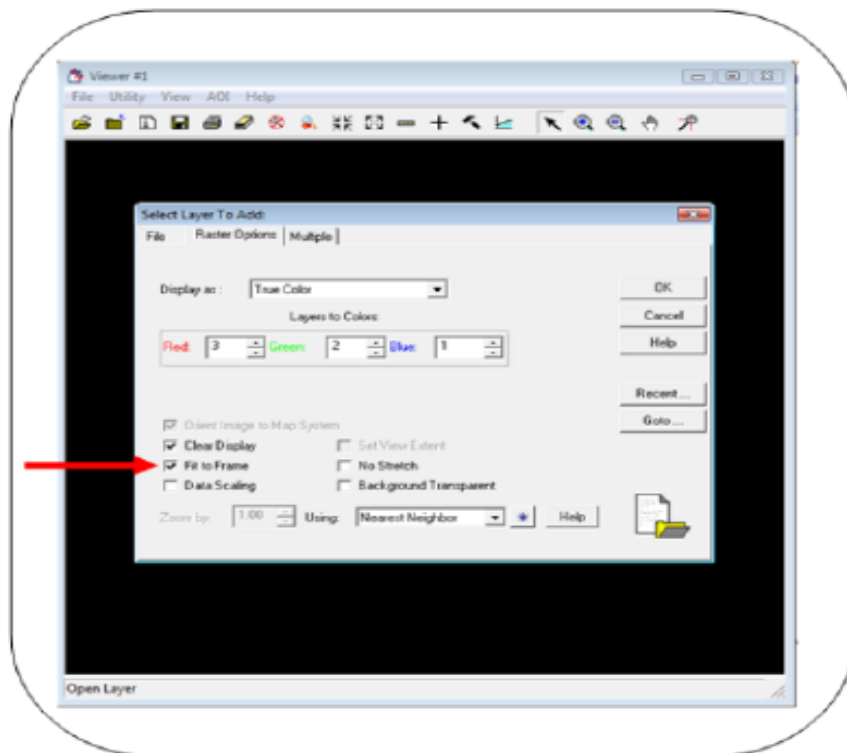 Viewer #1
File Utility View AOI Help
Select Layer To Add:
File Raster Options Multiple
Display as : True Color OK
Layers to Colors: Cancel
Red: 3 Green: 2 Blue: 1 Help
Recent ...
Orient Image to Map System Goto ...
Clear Display Set View Extent
Fit to Frame No Stretch
Data Scaling Background Transparent
Zoom by: 1.00 Using: Nearest Neighbor Help
Open Layer